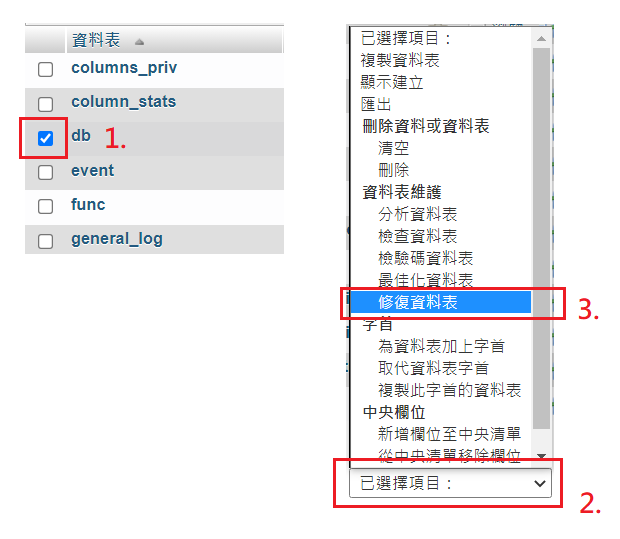 資料表
columns_priv
column_stats
db
1.
event
func
general_log
已選擇項目：
複製資料表
顯示建立
匯出
刪除資料或資料表
清空
刪除
資料表維護
分析資料表
檢查資料表
檢驗碼資料表
最佳化資料表
修復資料表
3.
字首
為資料表加上字首
取代資料表字首
複製此字首的資料表
中央欄位
新增欄位至中央清單
從中央清單移除欄位
已選擇項目：
2.